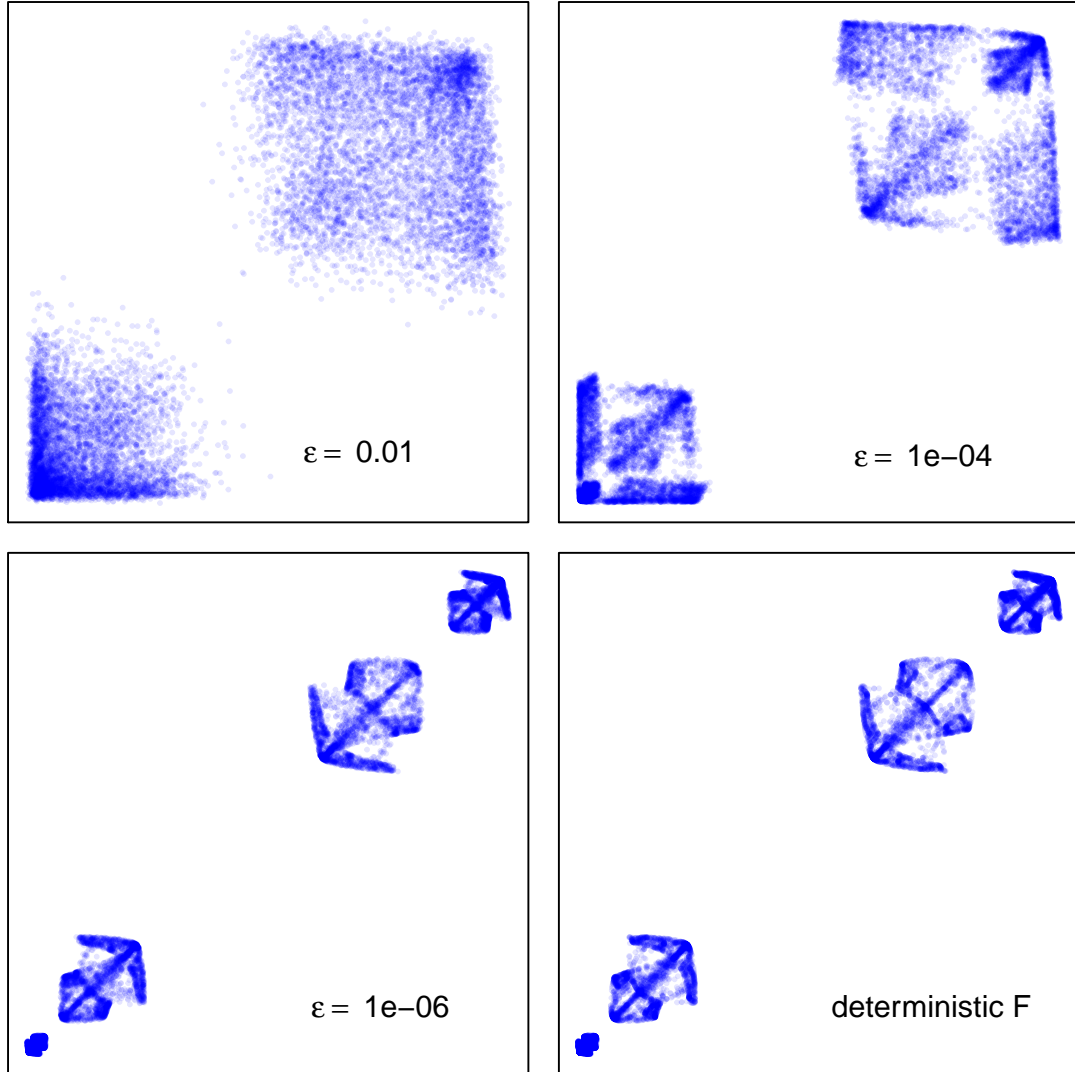 ε = 0.01
ε = 1e−04
ε = 1e−06
deterministic F